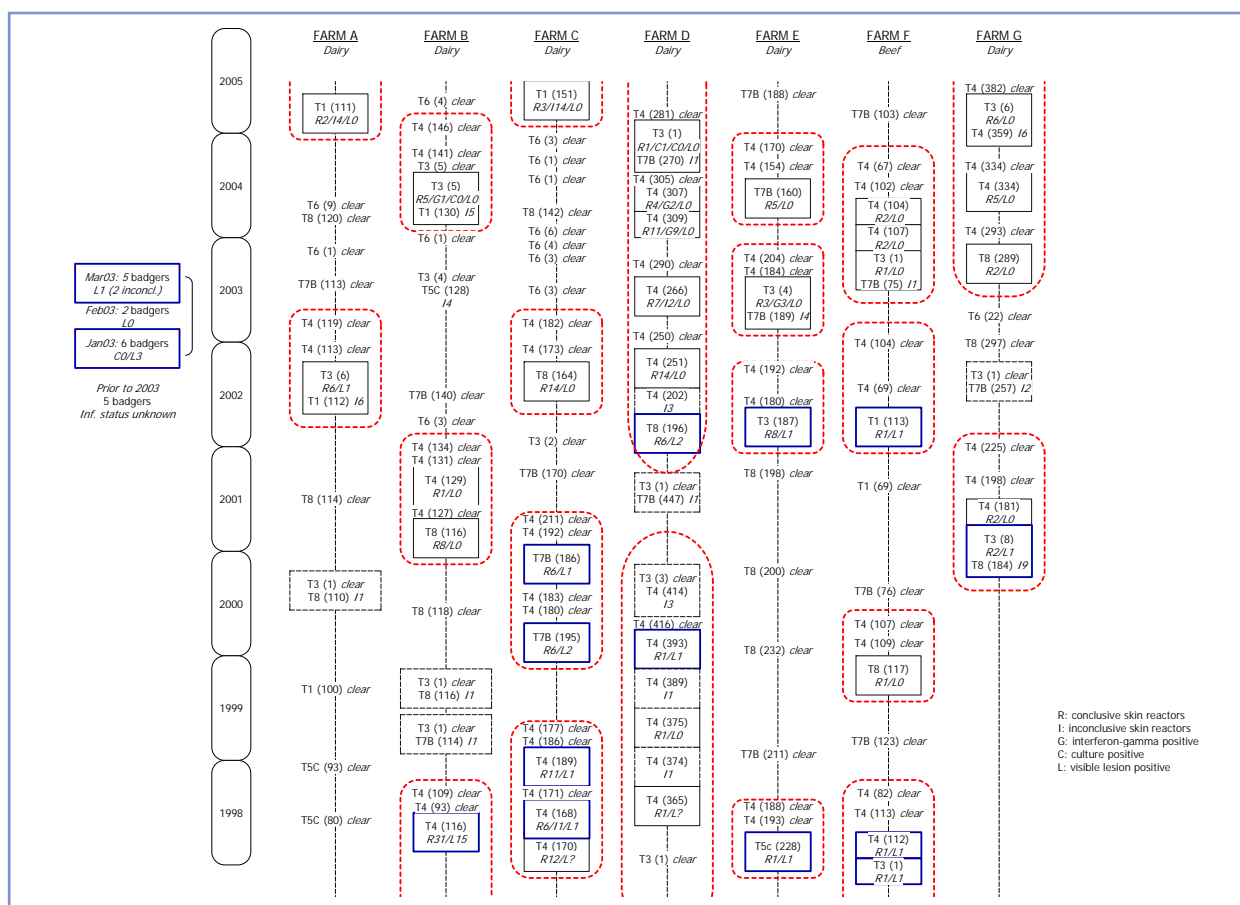 FARM A
Dairy
FARM B
Dairy
FARM C
Dairy
FARM D
Dairy
FARM E
Dairy
FARM F
Beef
FARM G
Dairy
2005
2004
2003
2002
2001
2000
1999
1998
Mar03: 5 badgers
L1 (2 inconcl.)
Feb03: 2 badgers
L0
Jan03: 6 badgers
C0/L3
Prior to 2003
5 badgers
Inf. status unknown
T1 (111)
R2/I4/L0
T6 (9) clear
T8 (120) clear
T6 (1) clear
T7B (113) clear
T4 (119) clear
T4 (113) clear
T3 (6)
R6/L1
T1 (112) I6
T8 (114) clear
T3 (1) clear
T8 (110) I1
T1 (100) clear
T5C (93) clear
T5C (80) clear
T6 (4) clear
T4 (146) clear
T4 (141) clear
T3 (5) clear
T3 (5)
R5/G1/C0/L0
T1 (130) I5
T6 (1) clear
T3 (4) clear
T5C (128)
I4
T7B (140) clear
T6 (3) clear
T4 (134) clear
T4 (131) clear
T4 (129)
R1/L0
T4 (127) clear
T8 (116)
R8/L0
T8 (118) clear
T3 (1) clear
T8 (116) I1
T3 (1) clear
T7B (114) I1
T4 (109) clear
T4 (93) clear
T4 (116)
R31/L15
T1 (151)
R3/I14/L0
T6 (3) clear
T6 (1) clear
T6 (1) clear
T8 (142) clear
T6 (6) clear
T6 (4) clear
T6 (3) clear
T6 (3) clear
T4 (182) clear
T4 (173) clear
T8 (164)
R14/L0
T3 (2) clear
T7B (170) clear
T4 (211) clear
T4 (192) clear
T7B (186)
R6/L1
T4 (183) clear
T4 (180) clear
T7B (195)
R6/L2
T4 (177) clear
T4 (186) clear
T4 (189)
R11/L1
T4 (171) clear
T4 (168)
R6/I1/L1
T4 (170)
R12/L?
T4 (281) clear
T3 (1)
R1/C1/C0/L0
T7B (270) I1
T4 (305) clear
T4 (307)
R4/G2/L0
T4 (309)
R11/G9/L0
T4 (290) clear
T4 (266)
R7/I2/L0
T4 (250) clear
T4 (251)
R14/L0
T4 (202)
I3
T8 (196)
R6/L2
T3 (1) clear
T7B (447) I1
T3 (3) clear
T4 (414)
I3
T4 (416) clear
T4 (393)
R1/L1
T4 (389)
I1
T4 (375)
R1/L0
T4 (374)
I1
T4 (365)
R1/L?
T3 (1) clear
T7B (188) clear
T4 (170) clear
T4 (154) clear
T7B (160)
R5/L0
T4 (204) clear
T4 (184) clear
T3 (4)
R3/G3/L0
T7B (189) I4
T4 (192) clear
T4 (180) clear
T3 (187)
R8/L1
T8 (198) clear
T8 (200) clear
T8 (232) clear
T7B (211) clear
T4 (188) clear
T4 (193) clear
T5c (228)
R1/L1
T7B (103) clear
T4 (67) clear
T4 (102) clear
T4 (104)
R2/L0
T4 (107)
R2/L0
T3 (1)
R1/L0
T7B (75) I1
T4 (104) clear
T4 (69) clear
T1 (113)
R1/L1
T1 (69) clear
T7B (76) clear
T4 (107) clear
T4 (109) clear
T8 (117)
R1/L0
T7B (123) clear
T4 (82) clear
T4 (113) clear
T4 (112)
R1/L1
T3 (1)
R1/L1
T4 (382) clear
T3 (6)
R6/L0
T4 (359) I6
T4 (334) clear
T4 (334)
R5/L0
T4 (293) clear
T8 (289)
R2/L0
T6 (22) clear
T8 (297) clear
T3 (1) clear
T7B (257) I2
T4 (225) clear
T4 (198) clear
T4 (181)
R2/L0
T3 (8)
R2/L1
T8 (184) I9
R: conclusive skin reactors
I: inconclusive skin reactors
G: interferon-gamma positive
C: culture positive
L: visible lesion positive